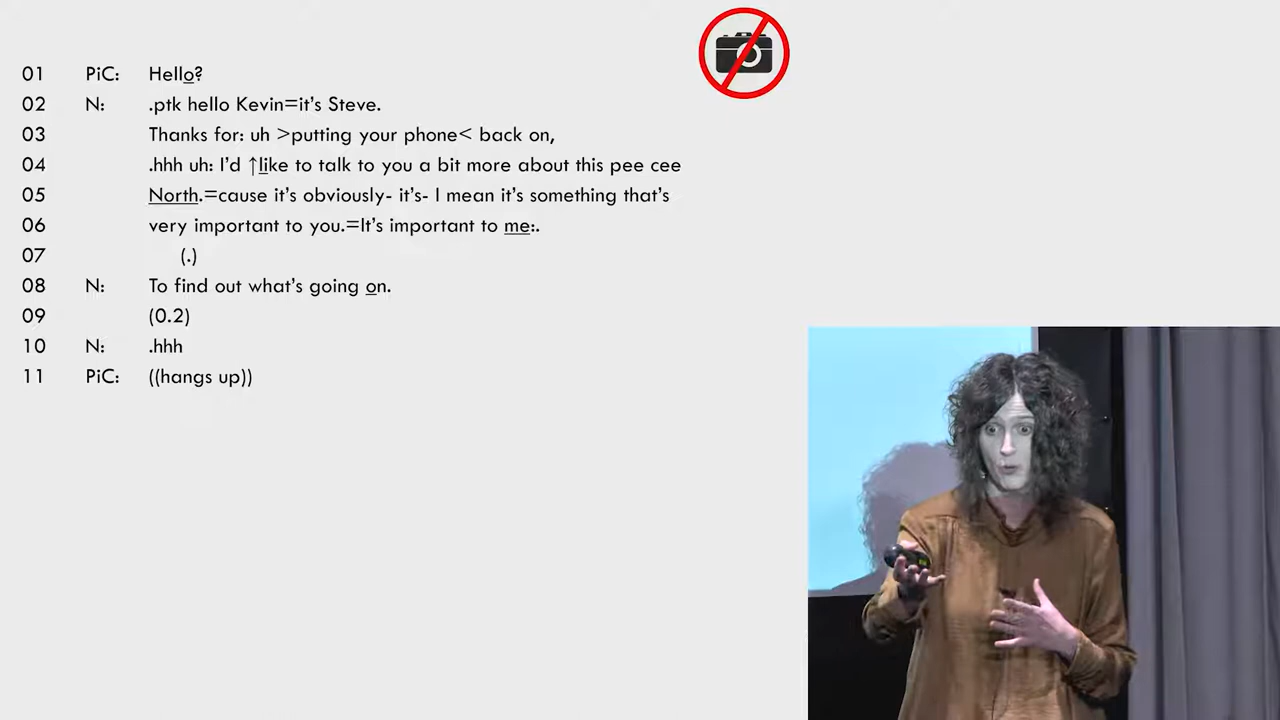 01 PiC: Hello?
02 N: .ptk hello Kevin=it's Steve.
03 Thanks for: uh >putting your phone< back on,
04 .hhh uh: I'd ↑like to talk to you a bit more about this pee cee
05 North.=cause it's obviously- it's- I mean it's something that's
06 very important to you.=It's important to me:.
07 (.)
08 N: To find out what's going on.
09 (0.2)
10 N: .hhh
11 PiC: ((hangs up))